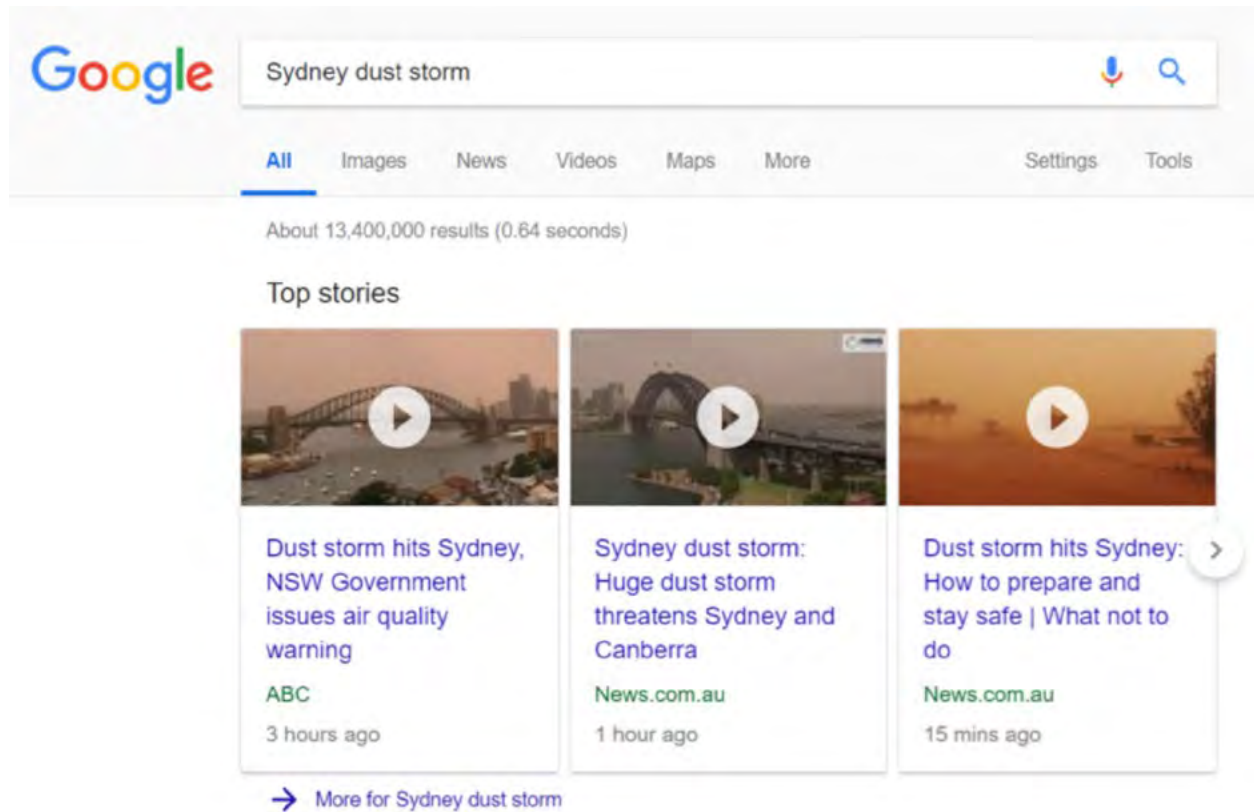 Google
Sydney dust storm
All Images News Videos Maps More Settings Tools
About 13,400,000 results (0.64 seconds)
Top stories
Dust storm hits Sydney,
NSW Government
issues air quality
warning
ABC
3 hours ago
Sydney dust storm:
Huge dust storm
threatens Sydney and
Canberra
News.com.au
1 hour ago
Dust storm hits Sydney:
How to prepare and
stay safe | What not to
do
News.com.au
15 mins ago
More for Sydney dust storm